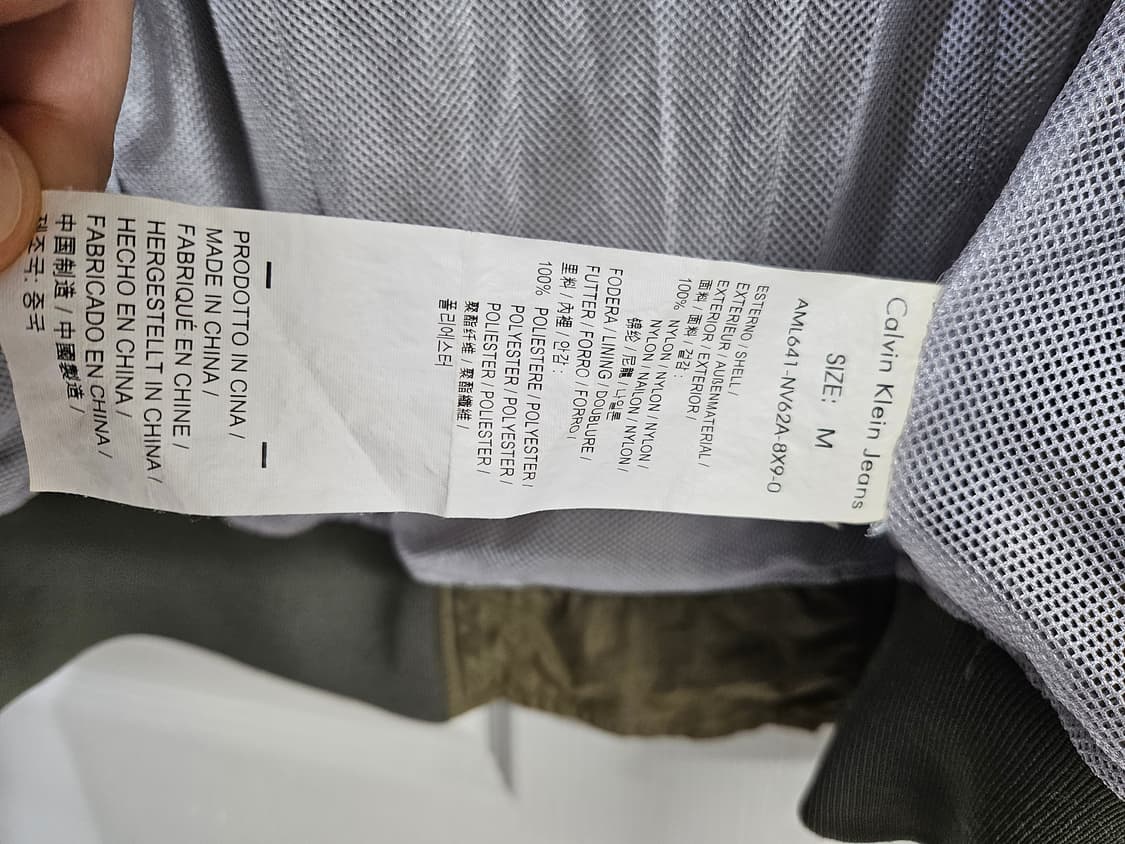 Calvin Klein Jeans
SIZE: M
AML641-NV62A-8X9-0
ESTERNO / SHELL /
EXTERIEUR / AUßENMATERIAL /
EXTERIOR / EXTERIOR /
面料 / 面料 / 겉감 :
100% NYLON / NYLON / NYLON /
NYLON / NAILON / NYLON /
锦纶 / 尼龍 / 나일론
FODERA / LINING / DOUBLURE /
FUTTER / FORRO / FORRO /
里料 / 內裡 / 안감 :
100% POLIESTERE / POLYESTER /
POLYESTER / POLYESTER /
POLIESTER / POLIESTER /
聚酯纤维 / 聚酯纖維 /
폴리에스터
PRODOTTO IN CINA /
MADE IN CHINA /
FABRIQUÉ EN CHINE /
HERGESTELLT IN CHINA /
HECHO EN CHINA /
FABRICADO EN CHINA /
中国制造 / 中國製造 /
제조국: 중국